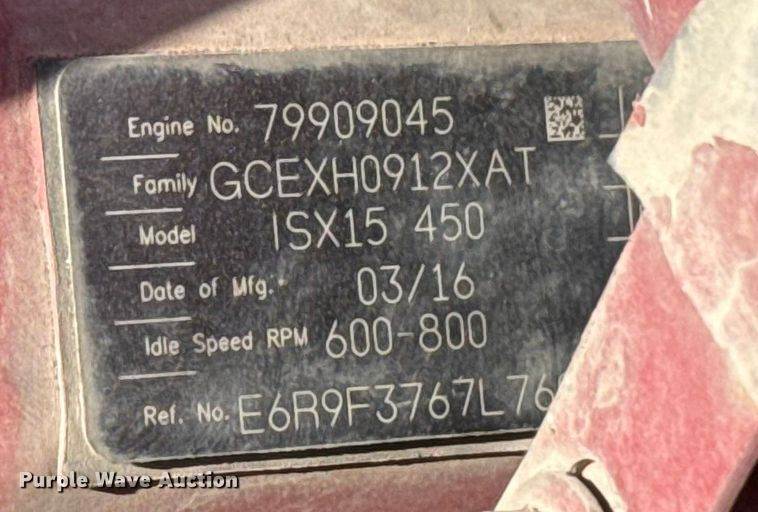 Engine No. 79909045
Family GCEXH0912XAT
Model ISX15 450
Date of Mfg. 03/16
Idle Speed RPM 600-800
Ref. No. E6R9F3767L76
Purple Wave Auction